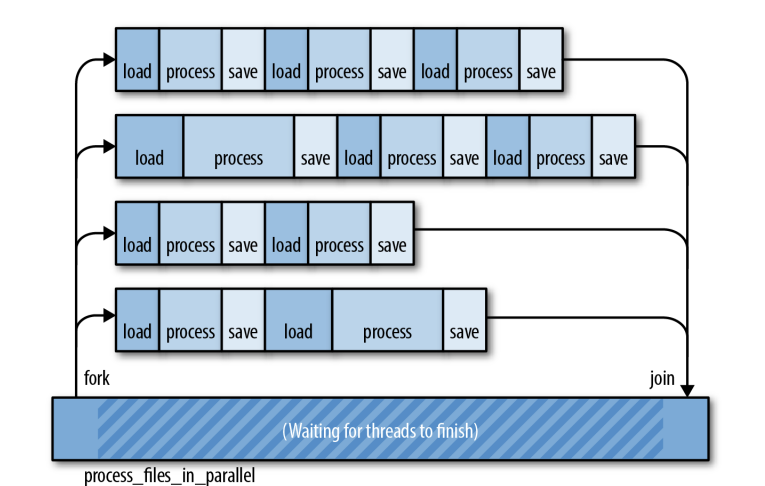 load process save load process save load process save
load process save load process save load process save
load process save load process save
load process save load process save
fork join
(Waiting for threads to finish)
process_files_in_parallel